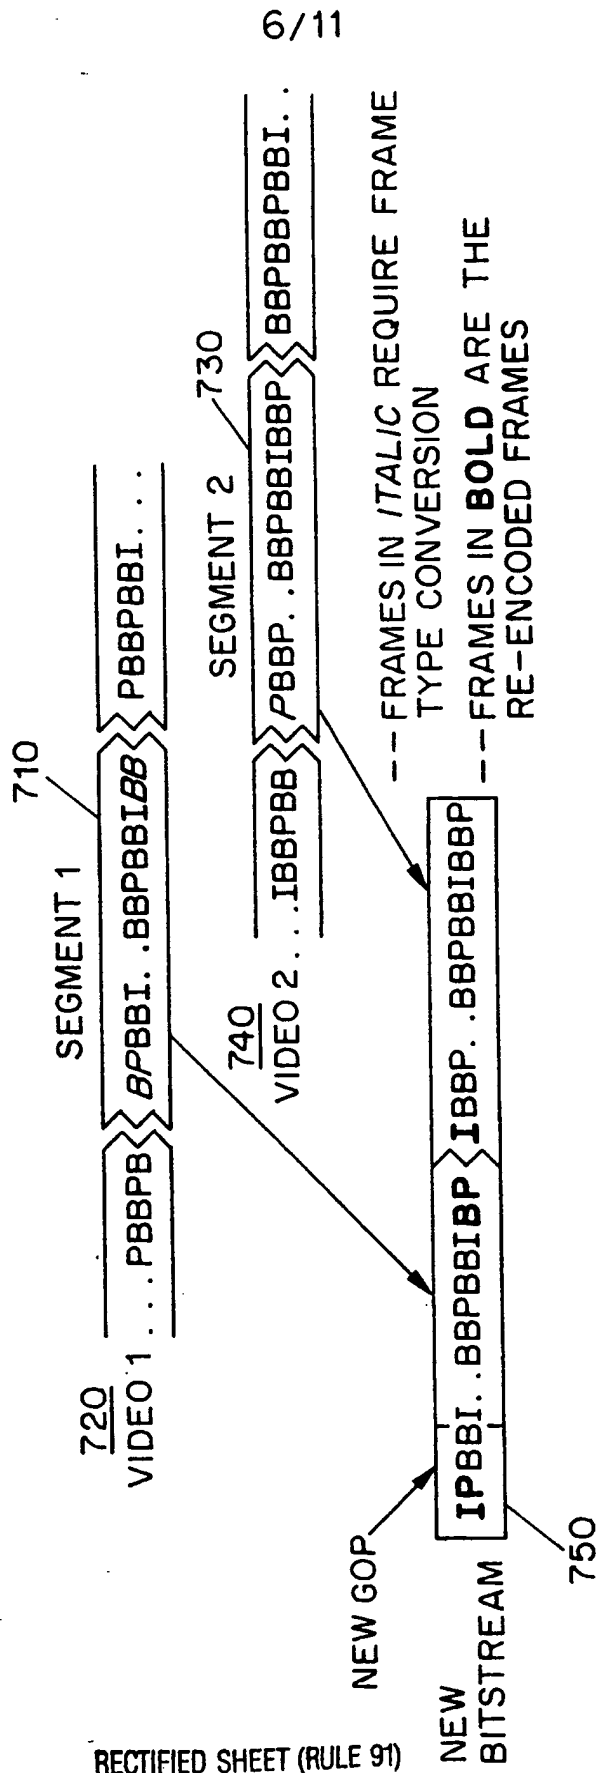 6/11
710
SEGMENT 1
720
VIDEO 1 . . . . PBBPB BPBBI. .BBPBBIBB PBBPBBI. . . .
SEGMENT 2
730
740
VIDEO 2 . . . .IBBPBB PBBP. .BBPBBIBBP BBPBBPBBI. .
-- FRAMES IN ITALIC REQUIRE FRAME
TYPE CONVERSION
-- FRAMES IN BOLD ARE THE
RE-ENCODED FRAMES
NEW GOP
NEW
BITSTREAM
IPBBI. .BBPBBIBP IBBP. .BBPBBIBBP
750
RECTIFIED SHEET (RULE 91)